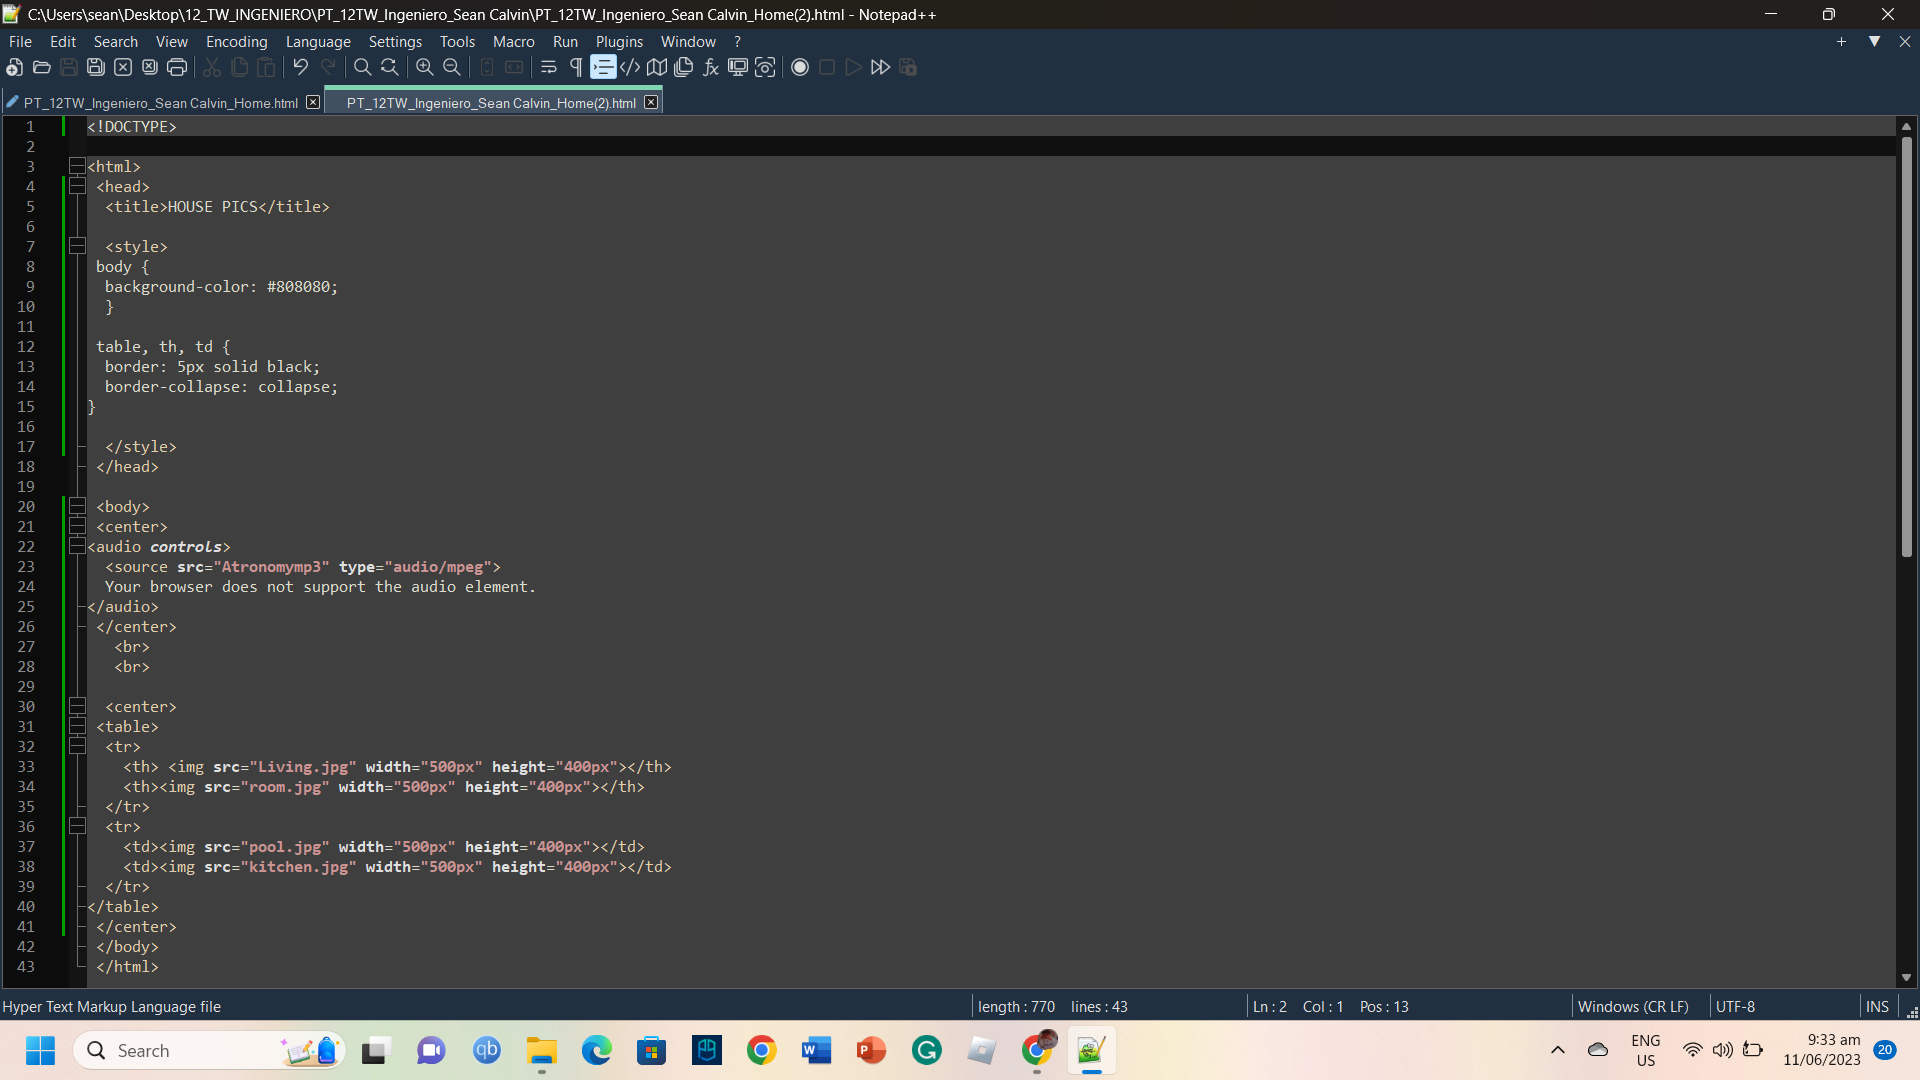 C:\Users\sean\Desktop\12_TW_INGENIERO\PT_12TW_Ingeniero_Sean Calvin\PT_12TW_Ingeniero_Sean Calvin_Home(2).html - Notepad++
File Edit Search View Encoding Language Settings Tools Macro Run Plugins Window ?
PT_12TW_Ingeniero_Sean Calvin_Home.html PT_12TW_Ingeniero_Sean Calvin_Home(2).html
1 <!DOCTYPE>
2
3 <html>
4 <head>
5 <title>HOUSE PICS</title>
6
7 <style>
8 body {
9 background-color: #808080;
10 }
11
12 table, th, td {
13 border: 5px solid black;
14 border-collapse: collapse;
15 }
16
17 </style>
18 </head>
19
20 <body>
21 <center>
22 <audio controls>
23 <source src="Atronomymp3" type="audio/mpeg">
24 Your browser does not support the audio element.
25 </audio>
26 </center>
27 <br>
28 <br>
29
30 <center>
31 <table>
32 <tr>
33 <th> <img src="Living.jpg" width="500px" height="400px"></th>
34 <th><img src="room.jpg" width="500px" height="400px"></th>
35 </tr>
36 <tr>
37 <td><img src="pool.jpg" width="500px" height="400px"></td>
38 <td><img src="kitchen.jpg" width="500px" height="400px"></td>
39 </tr>
40 </table>
41 </center>
42 </body>
43 </html>
Hyper Text Markup Language file length : 770 lines : 43 Ln : 2 Col : 1 Pos : 13 Windows (CR LF) UTF-8 INS
Search qb W P G ENG US 9:33 am 11/06/2023 20